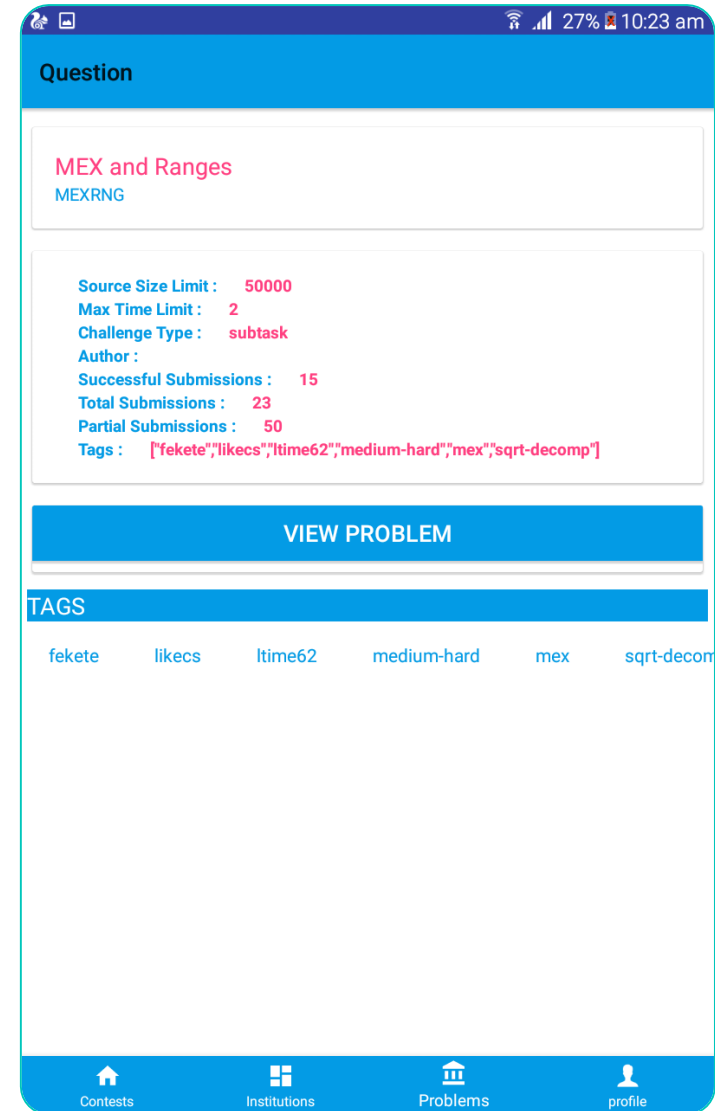 27% 10:23 am
Question
MEX and Ranges
MEXRNG
Source Size Limit : 50000
Max Time Limit : 2
Challenge Type : subtask
Author :
Successful Submissions : 15
Total Submissions : 23
Partial Submissions : 50
Tags : ["fekete","likecs","ltime62","medium-hard","mex","sqrt-decomp"]
VIEW PROBLEM
TAGS
fekete likecs ltime62 medium-hard mex sqrt-decom
Contests Institutions Problems profile